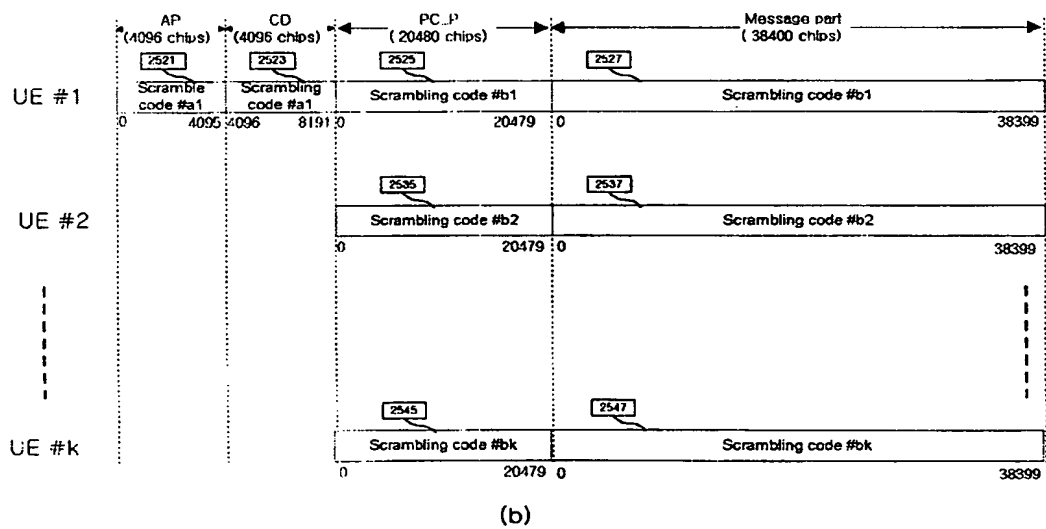 AP CD PC_P Message part
(4096 chips) (4096 chips) ( 20480 chips) ( 38400 chips)
2521 2523 2525 2527
UE #1 Scramble code #a1 Scrambling code #a1 Scrambling code #b1 Scrambling code #b1
0 4095 4096 8191 0 20479 0 38399
2535 2537
UE #2 Scrambling code #b2 Scrambling code #b2
0 20479 0 38399
2545 2547
UE #k Scrambling code #bk Scrambling code #bk
0 20479 0 38399
(b)